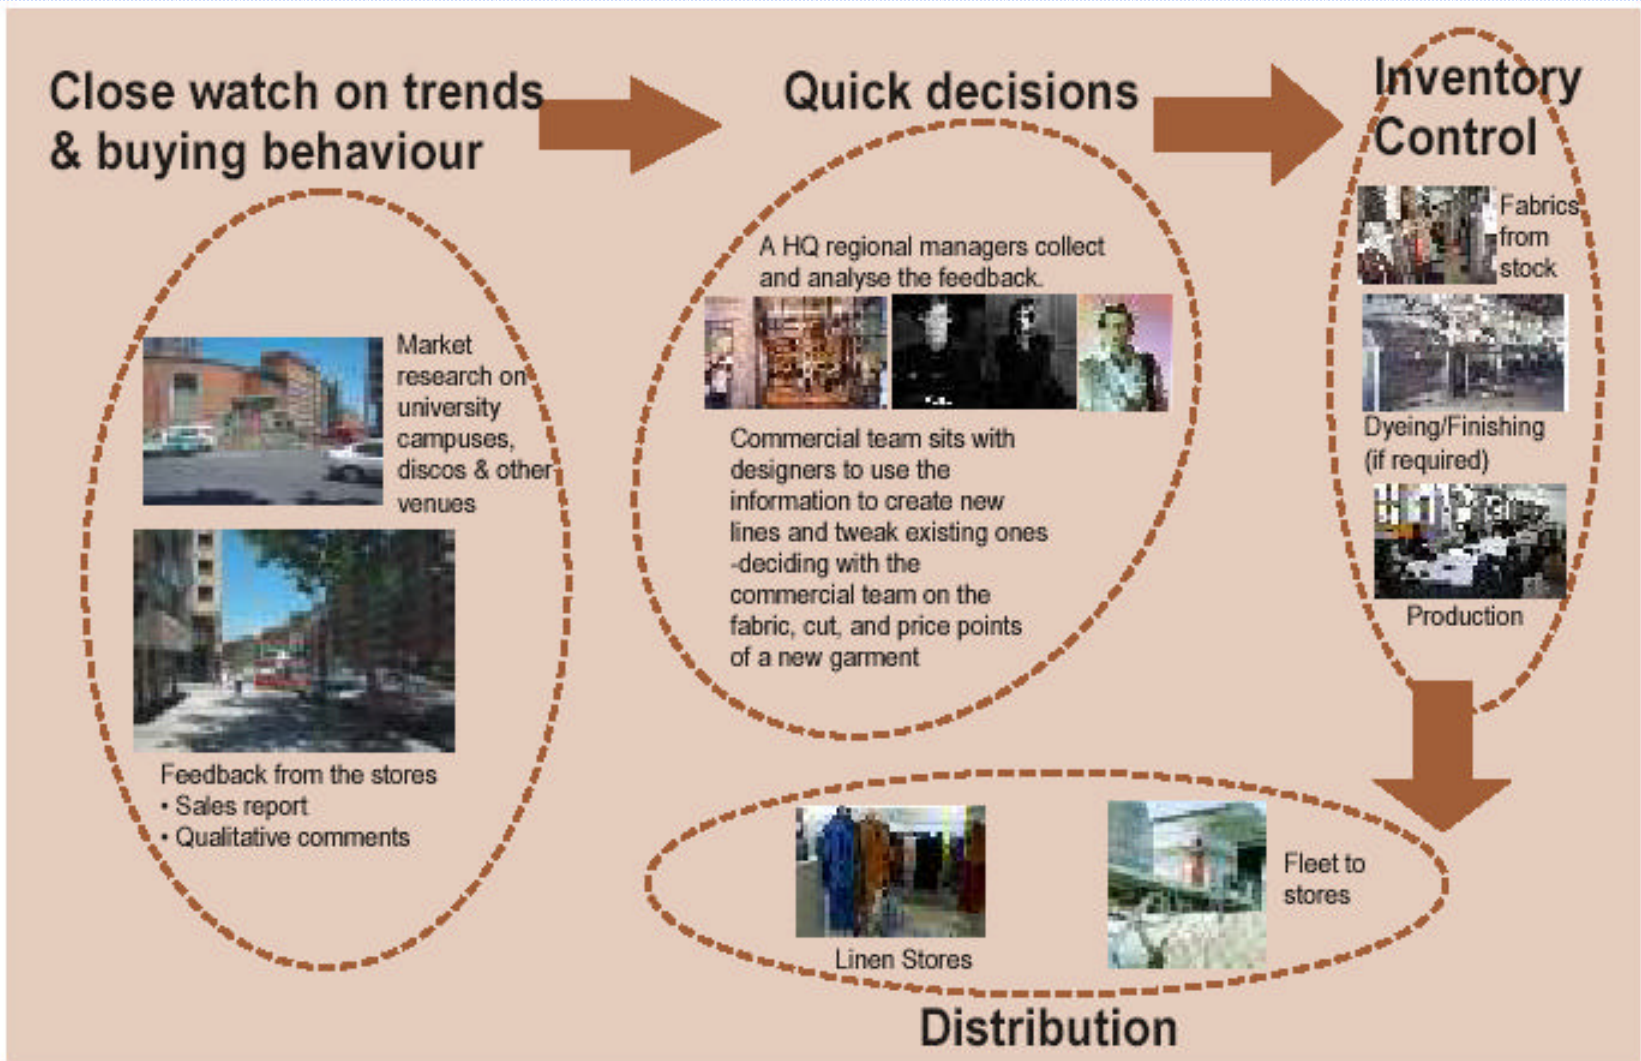 Close watch on trends
& buying behaviour
Market
research on
university
campuses,
discos & other
venues
Feedback from the stores
• Sales report
• Qualitative comments
Quick decisions
A HQ regional managers collect
and analyse the feedback.
Commercial team sits with
designers to use the
information to create new
lines and tweak existing ones
-deciding with the
commercial team on the
fabric, cut, and price points
of a new garment
Inventory
Control
Fabrics
from
stock
Dyeing/Finishing
(if required)
Production
Linen Stores
Fleet to
stores
Distribution